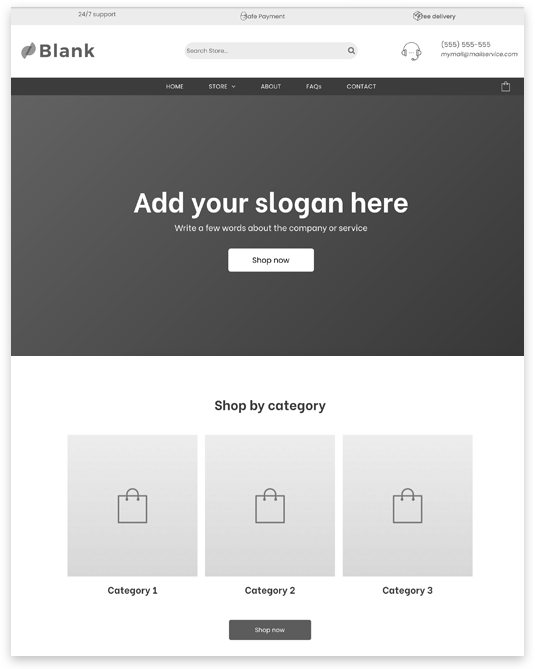 24/7 support
Safe Payment
Free delivery
Blank
Search Store...
(555) 555-555
mymail@mailservice.com
HOME STORE ABOUT FAQs CONTACT
Add your slogan here
Write a few words about the company or service
Shop now
Shop by category
Category 1
Category 2
Category 3
Shop now